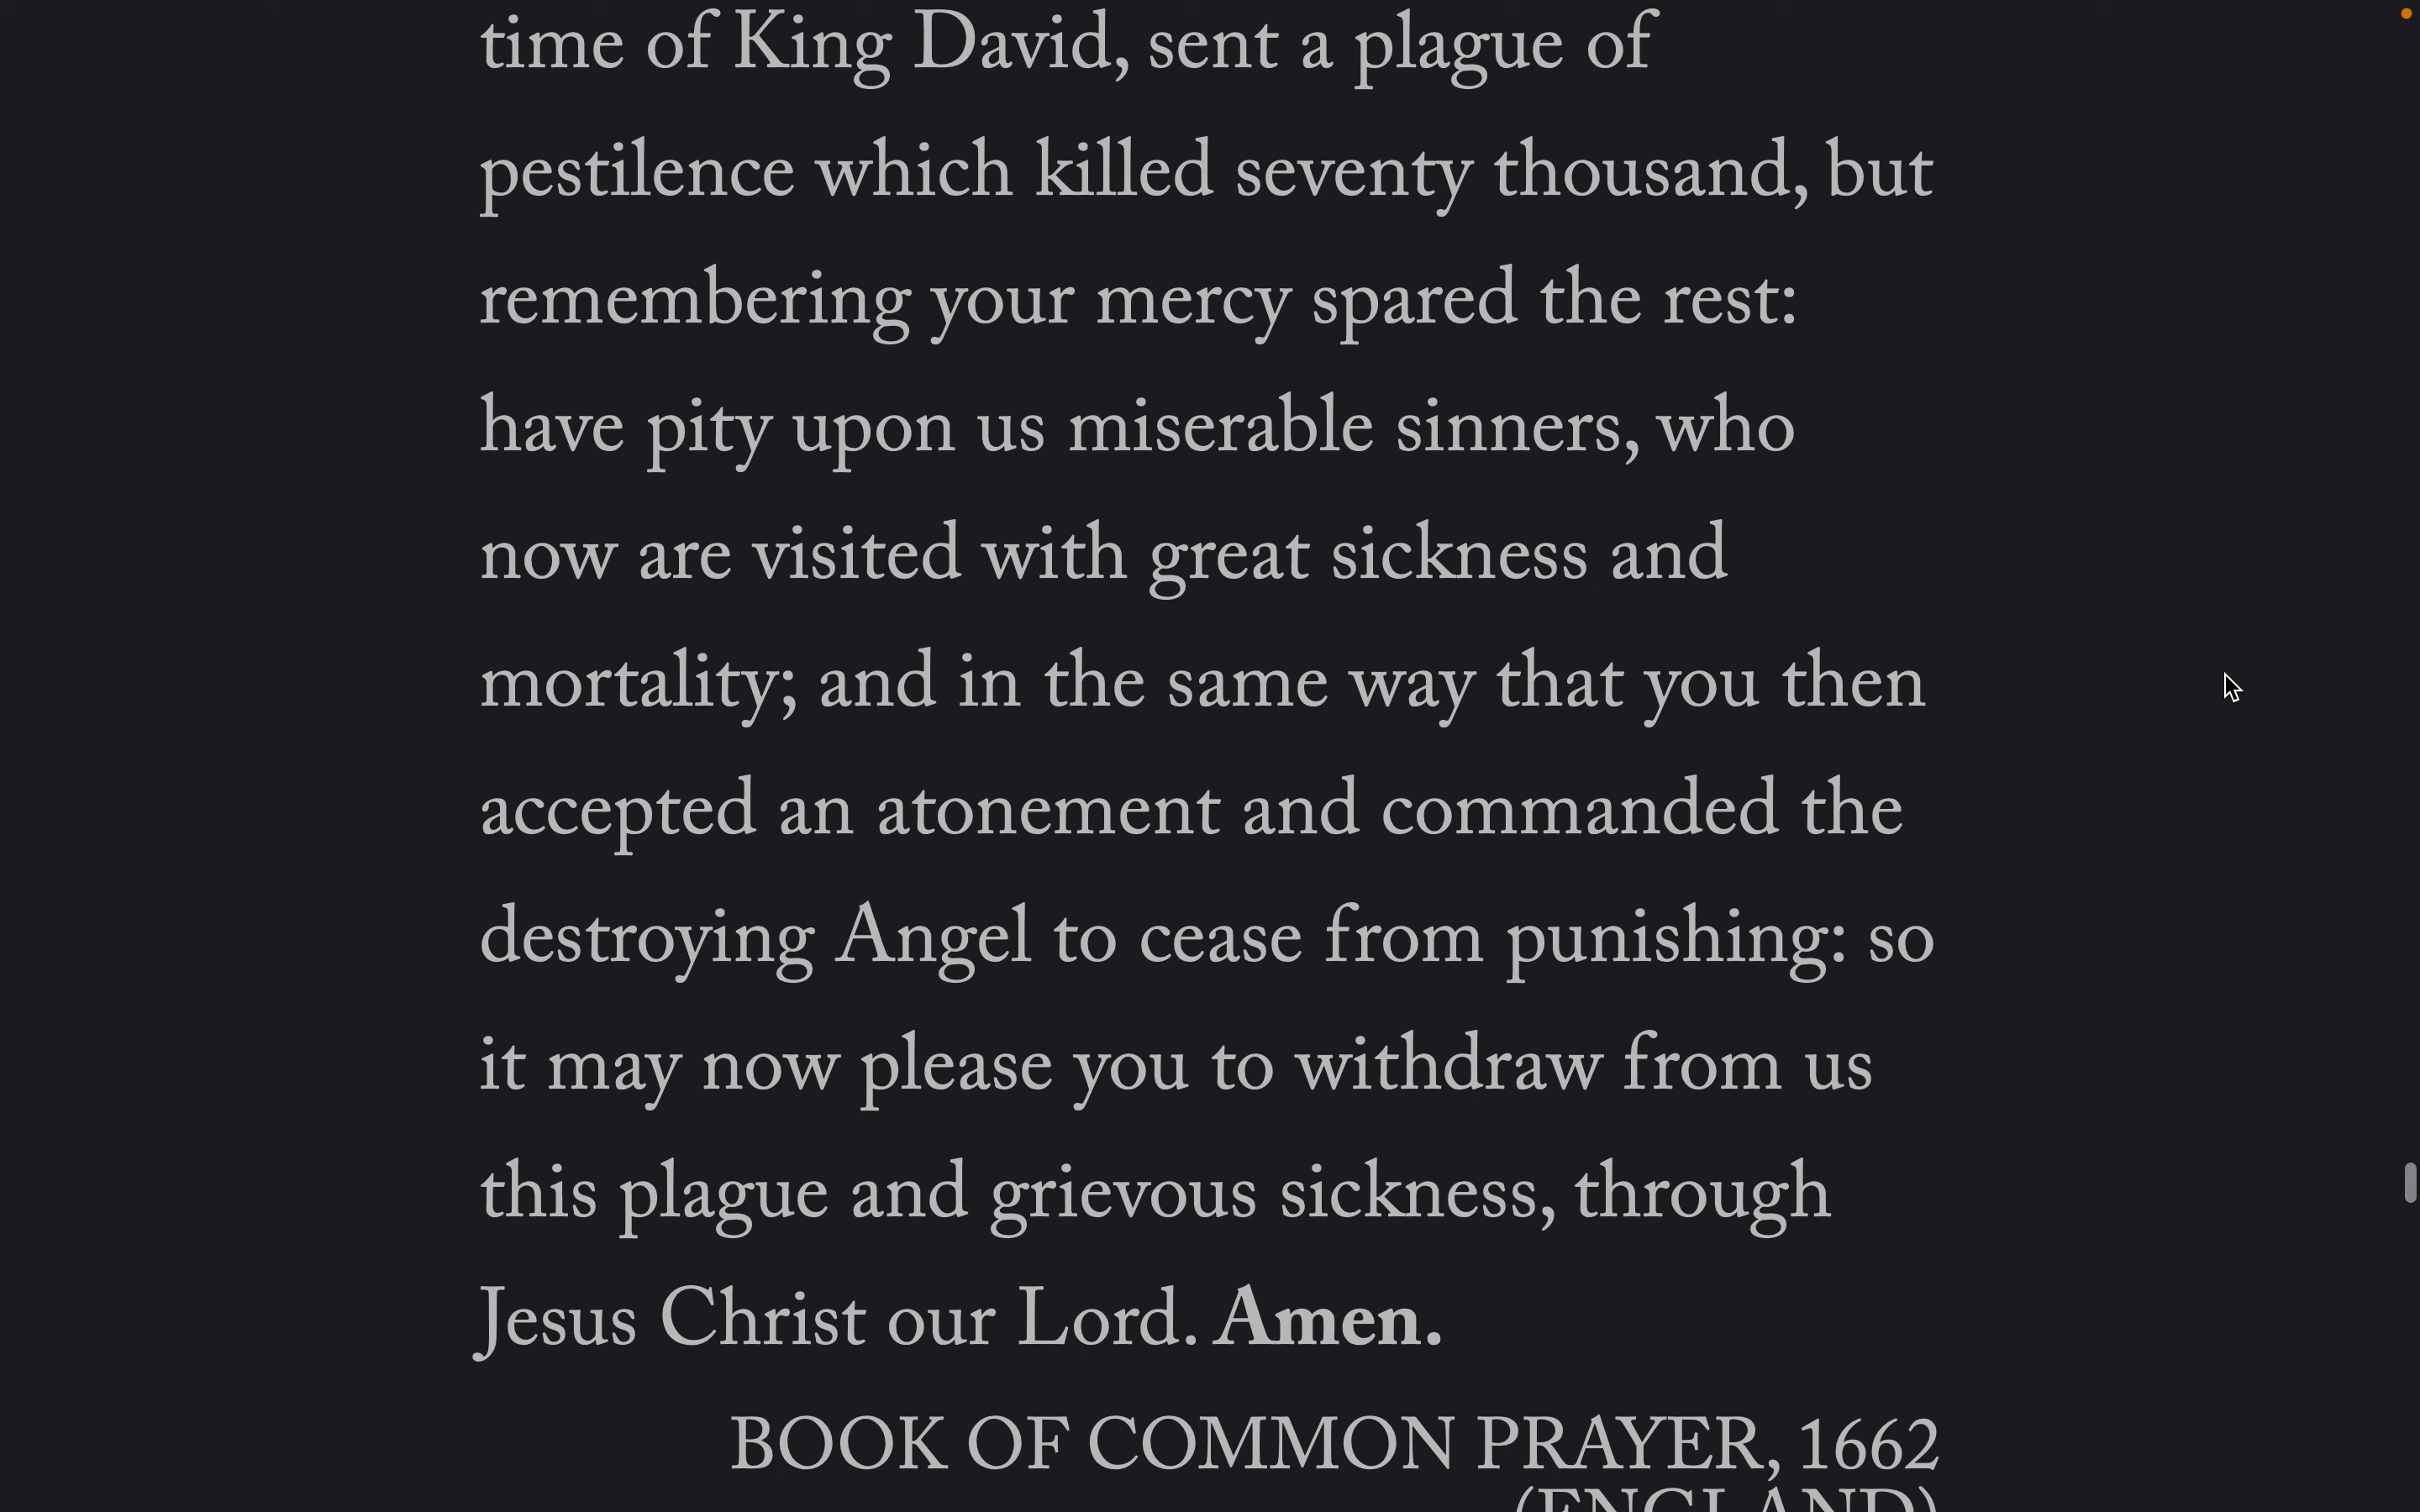 time of King David, sent a plague of
pestilence which killed seventy thousand, but
remembering your mercy spared the rest:
have pity upon us miserable sinners, who
now are visited with great sickness and
mortality; and in the same way that you then
accepted an atonement and commanded the
destroying Angel to cease from punishing: so
it may now please you to withdraw from us
this plague and grievous sickness, through
Jesus Christ our Lord. Amen.
BOOK OF COMMON PRAYER, 1662
(ENGLAND)